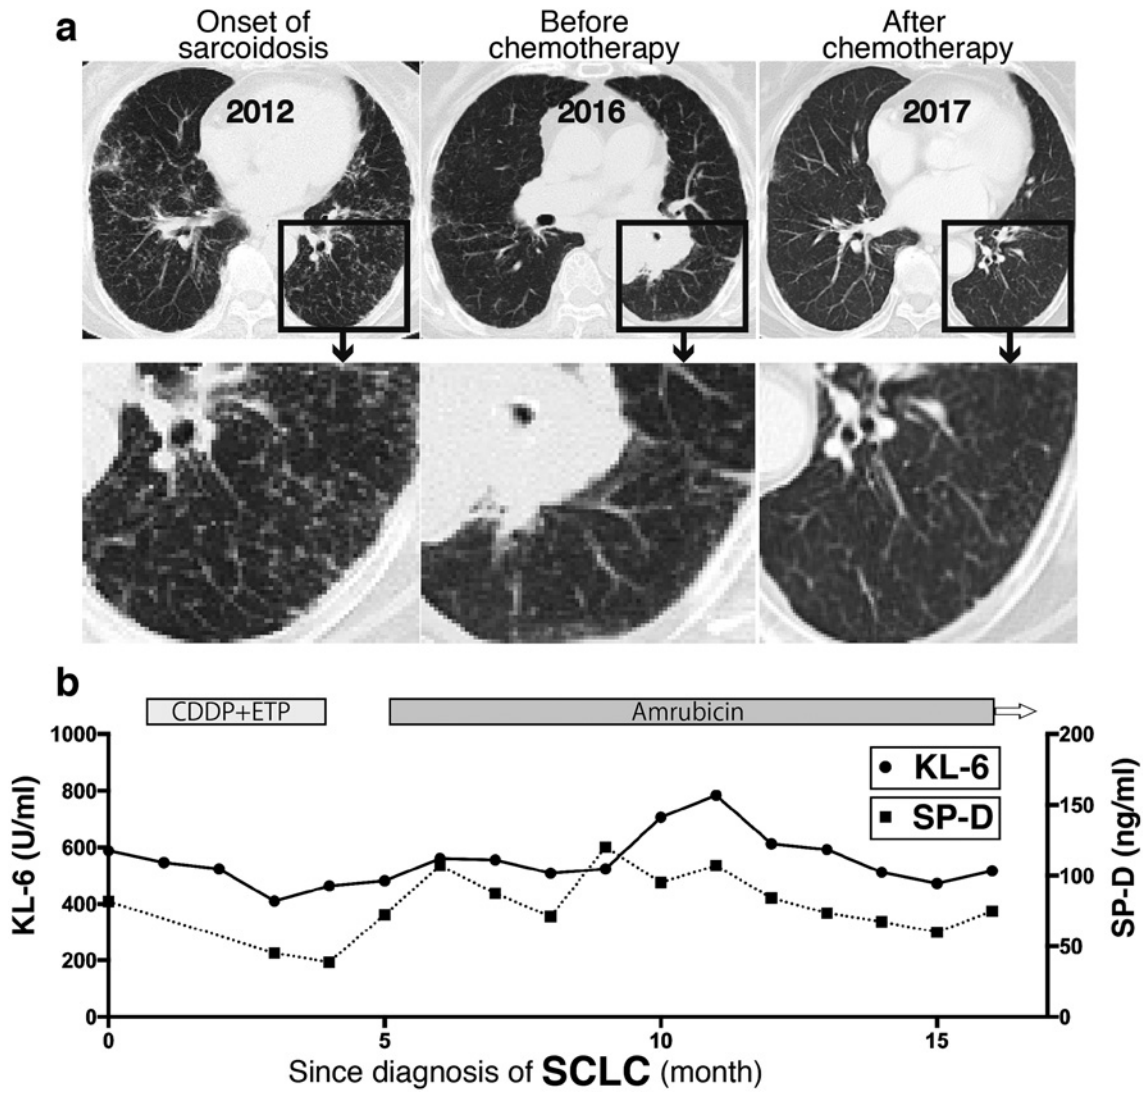 a
Onset of
sarcoidosis
Before
chemotherapy
After
chemotherapy
2012
2016
2017
b
CDDP+ETP
Amrubicin
1000
800
600
400
200
0
KL-6 (U/ml)
KL-6
SP-D
200
150
100
50
0
SP-D (ng/ml)
0
5
10
15
Since diagnosis of SCLC (month)